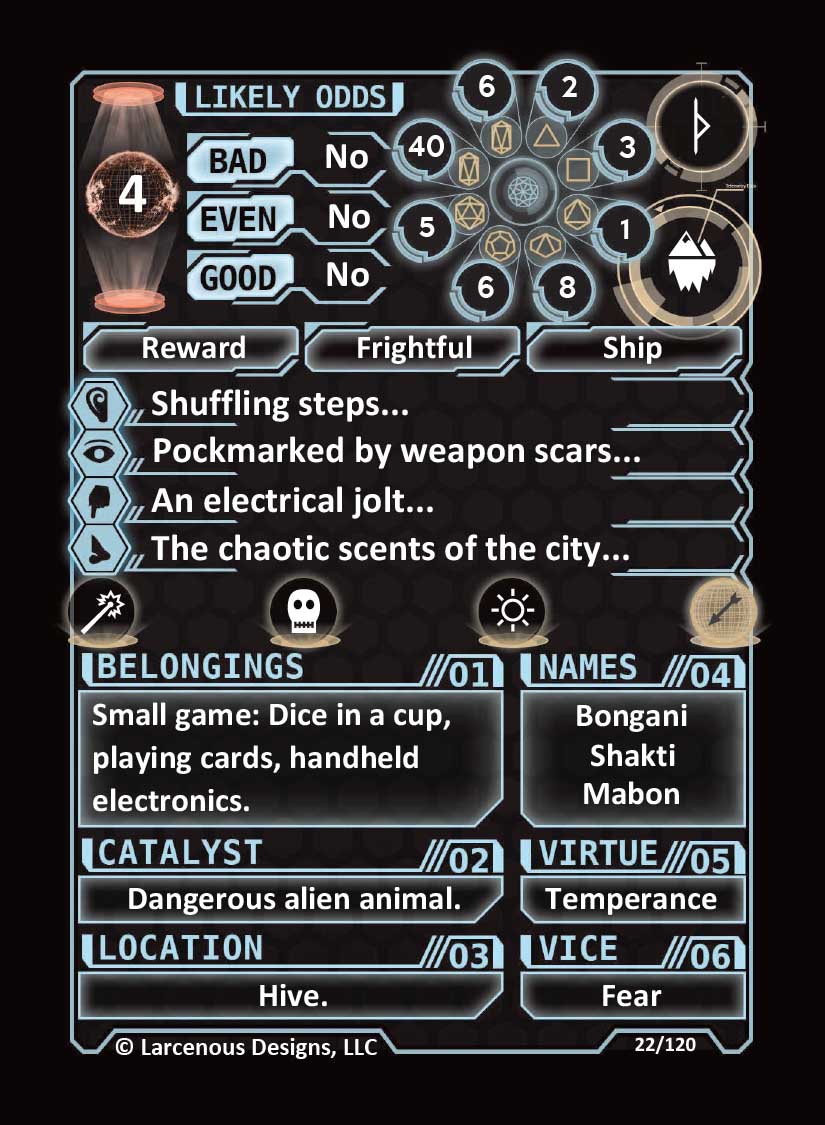 LIKELY ODDS
4
BAD No
EVEN No
GOOD No
6
2
40
3
5
1
6
8
ᚦ
Reward Frightful Ship
Shuffling steps...
Pockmarked by weapon scars...
An electrical jolt...
The chaotic scents of the city...
BELONGINGS ///01
Small game: Dice in a cup,
playing cards, handheld
electronics.
NAMES ///04
Bongani
Shakti
Mabon
CATALYST ///02
Dangerous alien animal.
VIRTUE ///05
Temperance
LOCATION ///03
Hive.
VICE ///06
Fear
© Larcenous Designs, LLC
22/120